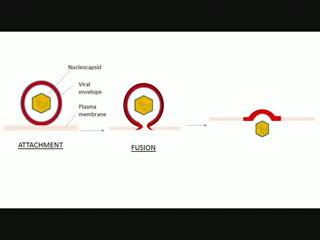 Nucleocapsid
Viral
envelope
Plasma
membrane
ATTACHMENT
FUSION